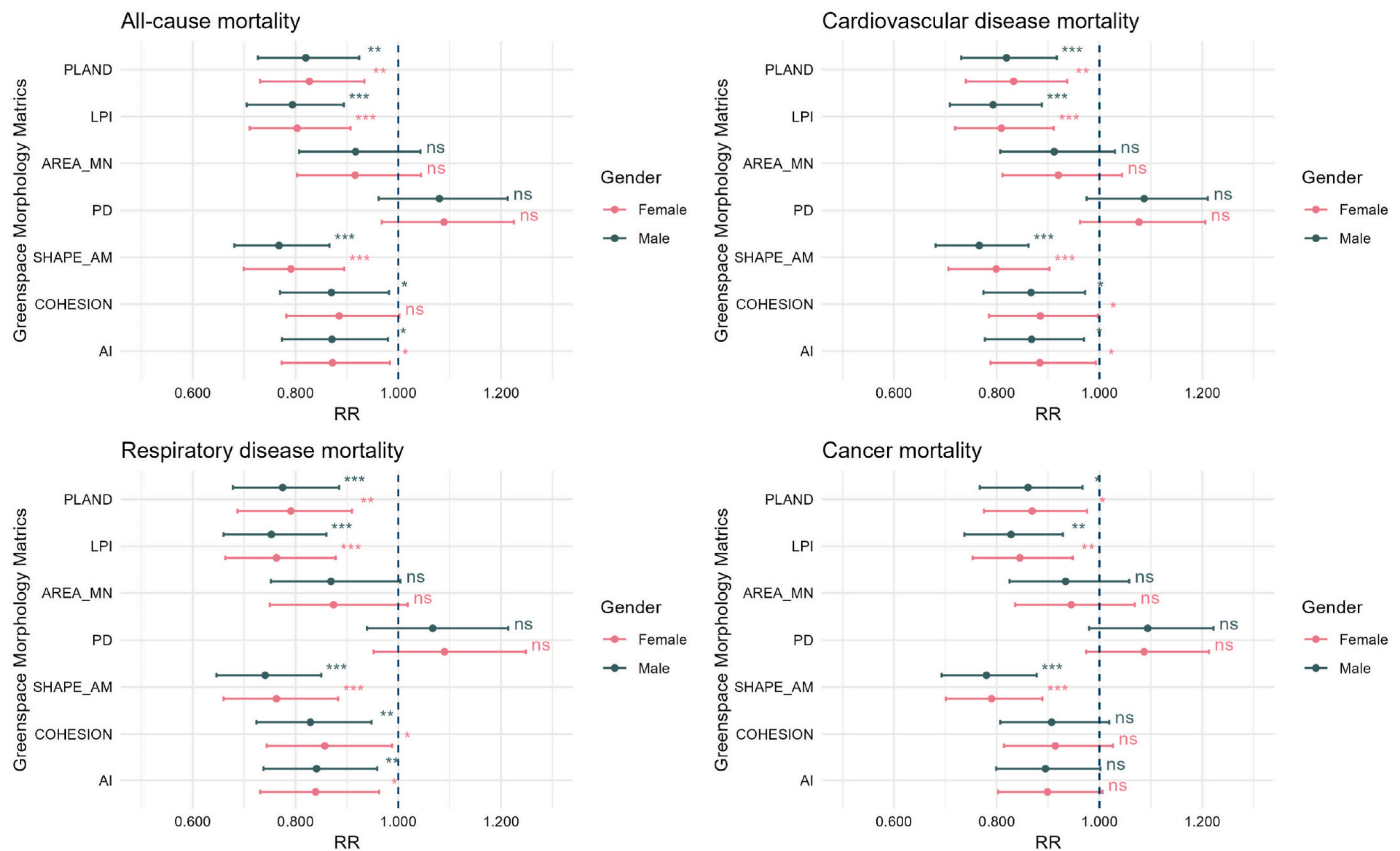 All-cause mortality
Greenspace Morphology Matrics
PLAND
**
**
LPI
***
***
AREA_MN
ns
ns
PD
ns
ns
SHAPE_AM
***
***
COHESION
*
ns
AI
*
*
0.600 0.800 1.000 1.200
RR
Gender
Female
Male
Cardiovascular disease mortality
Greenspace Morphology Matrics
PLAND
***
**
LPI
***
***
AREA_MN
ns
ns
PD
ns
ns
SHAPE_AM
***
***
COHESION
*
*
AI
*
*
0.600 0.800 1.000 1.200
RR
Gender
Female
Male
Respiratory disease mortality
Greenspace Morphology Matrics
PLAND
***
**
LPI
***
***
AREA_MN
ns
ns
PD
ns
ns
SHAPE_AM
***
***
COHESION
**
*
AI
**
*
0.600 0.800 1.000 1.200
RR
Gender
Female
Male
Cancer mortality
Greenspace Morphology Matrics
PLAND
*
*
LPI
**
**
AREA_MN
ns
ns
PD
ns
ns
SHAPE_AM
***
***
COHESION
ns
ns
AI
ns
ns
0.600 0.800 1.000 1.200
RR
Gender
Female
Male